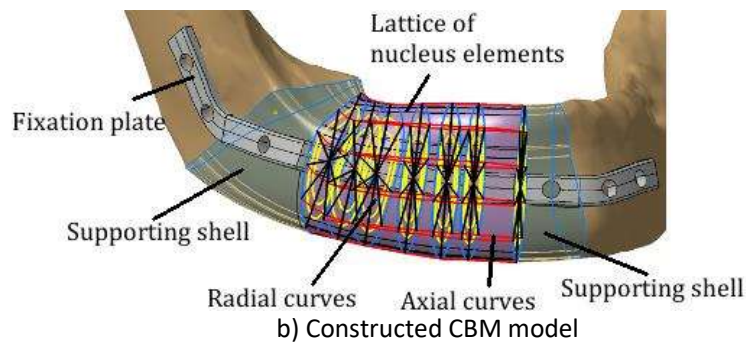 Lattice of
nucleus elements
Fixation plate
Supporting shell
Radial curves
Axial curves
Supporting shell
b) Constructed CBM model